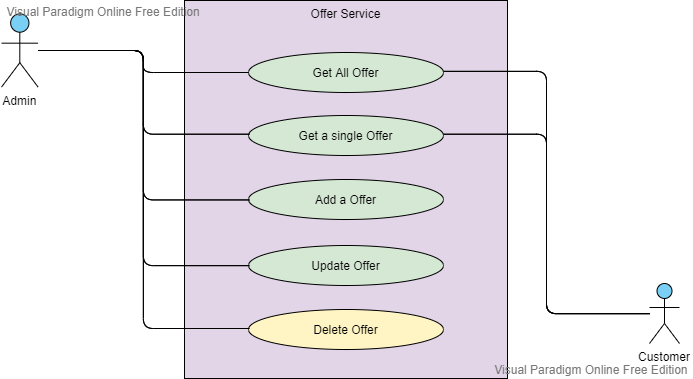 Visual Paradigm Online Free Edition
Offer Service
Get All Offer
Admin
Get a single Offer
Add a Offer
Update Offer
Delete Offer
Customer
Visual Paradigm Online Free Edition